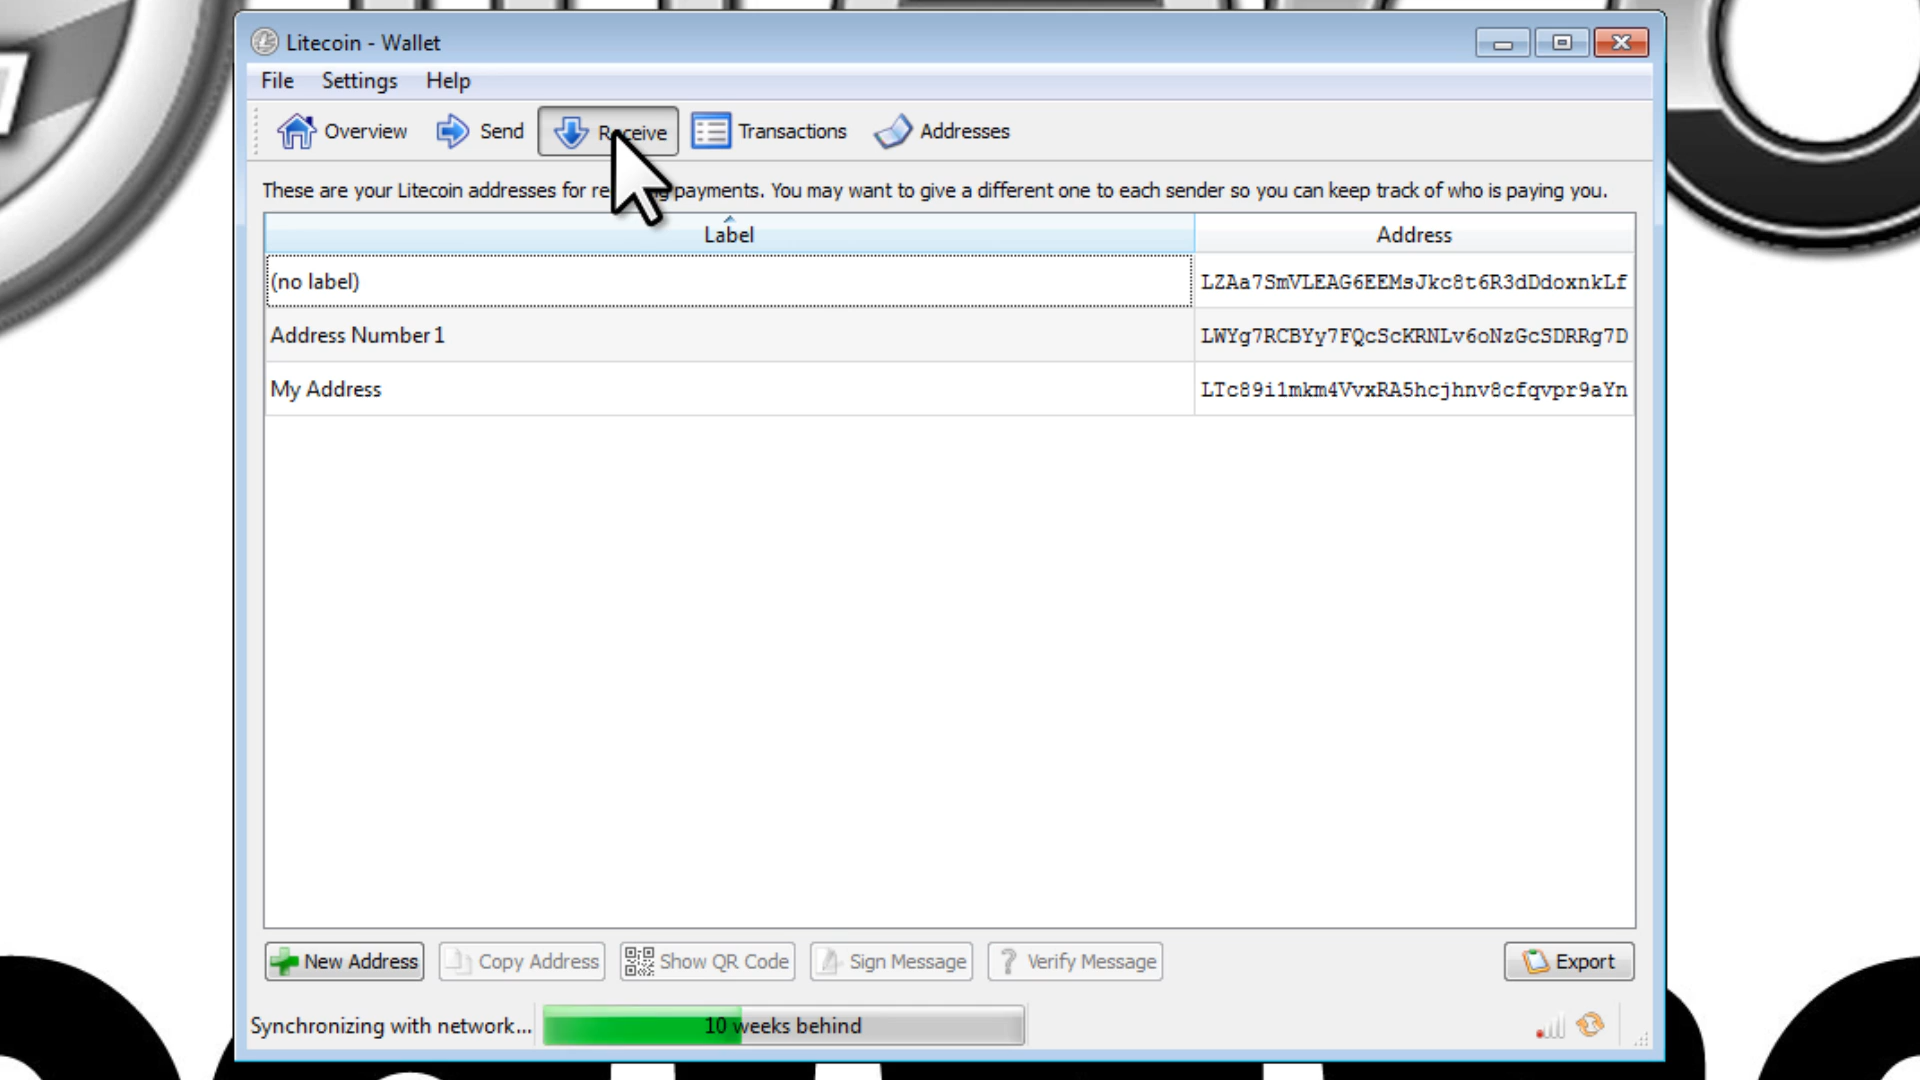 Litecoin - Wallet
File Settings Help
Overview Send Receive Transactions Addresses
These are your Litecoin addresses for payments. You may want to give a different one to each sender so you can keep track of who is paying you.
Label Address
(no label) LZAa7SmVLEAG6EEMsJkc8t6R3dDdoxnkLf
Address Number 1 LWYg7RCBYy7FQcScKRNLv6oNzGcSDRRg7D
My Address LTc89i1mkm4VvxRA5hcjhnv8cfqvpr9aYn
New Address Copy Address Show QR Code Sign Message Verify Message Export
Synchronizing with network... 10 weeks behind